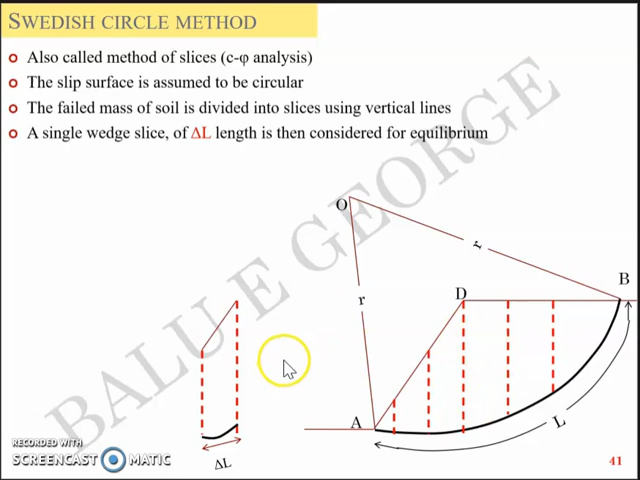 SWEDISH CIRCLE METHOD
Also called method of slices (c-φ analysis)
The slip surface is assumed to be circular
The failed mass of soil is divided into slices using vertical lines
A single wedge slice, of ΔL length is then considered for equilibrium
BALU E GEORGE
O
r
r
B
D
A
L
ΔL
RECORDED WITH
SCREENCAST MATIC
41